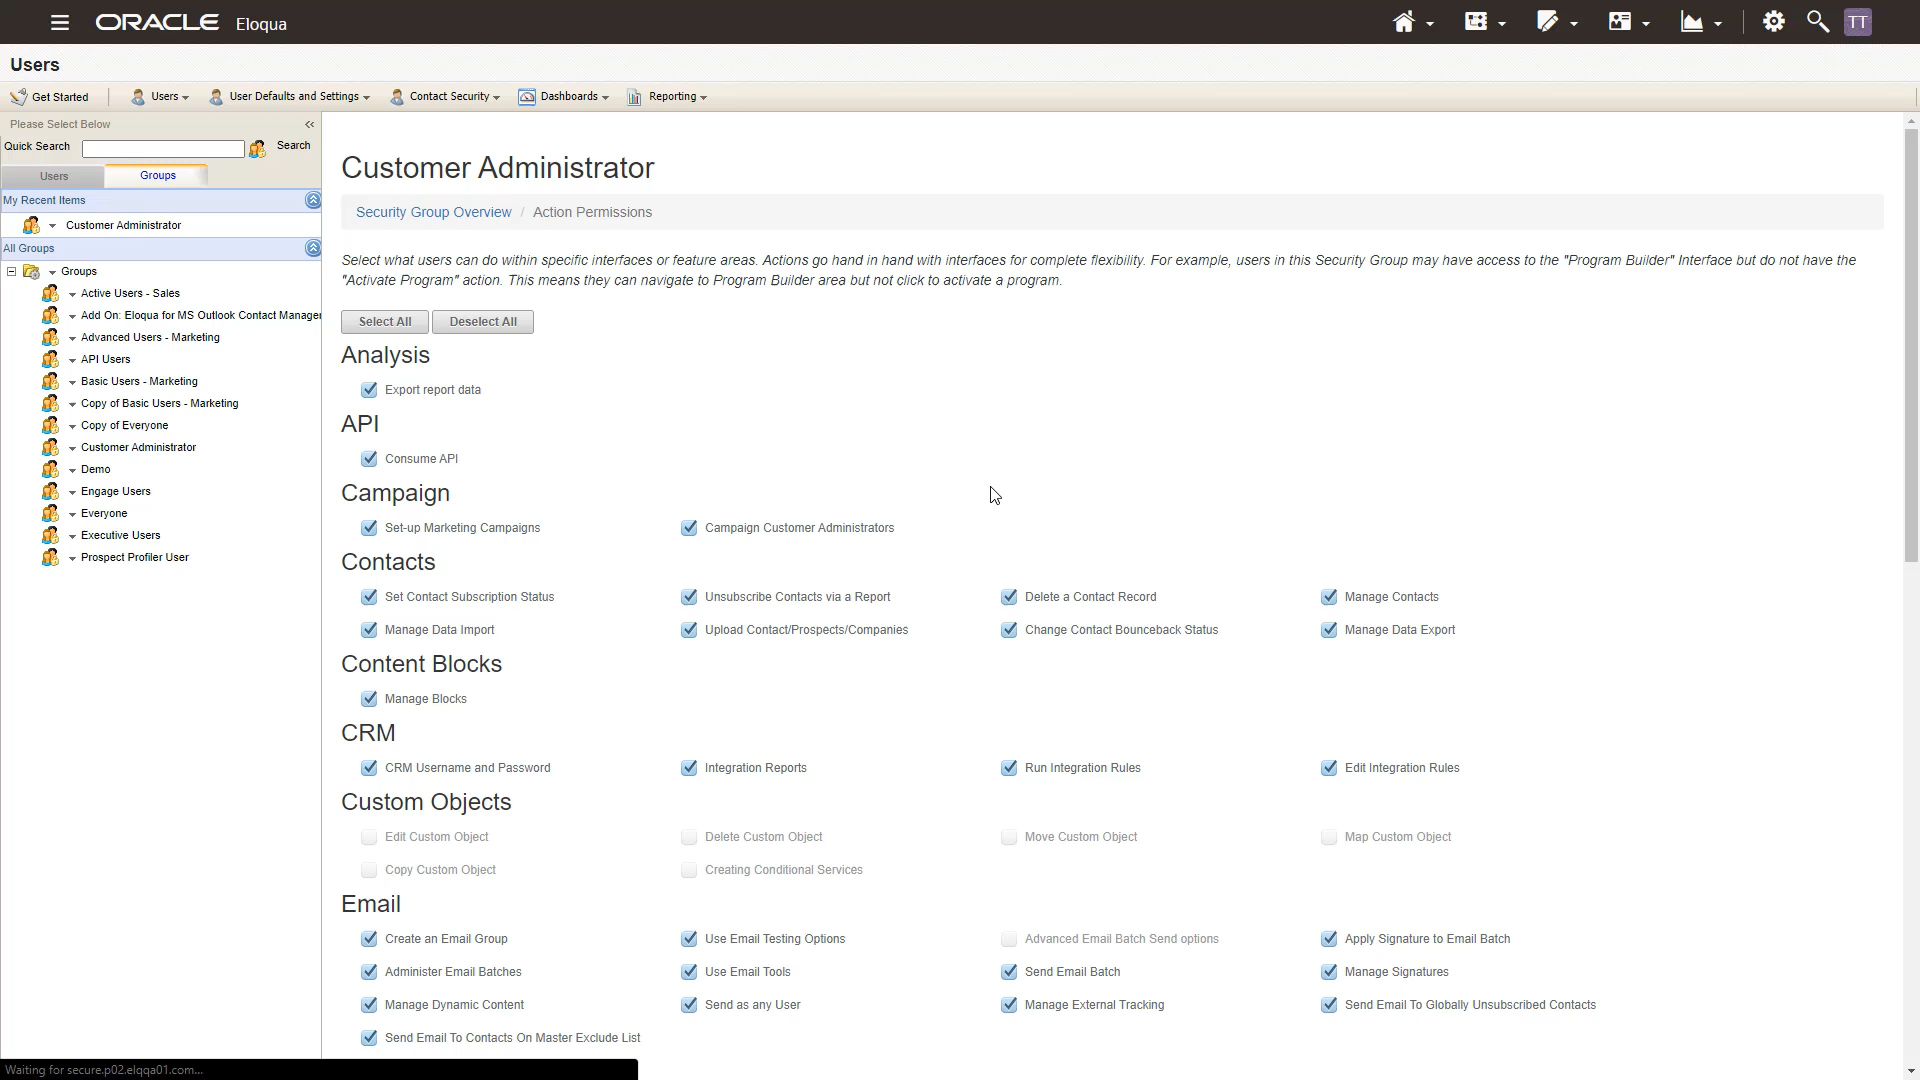 ORACLE Eloqua
TT
Users
Get Started Users User Defaults and Settings Contact Security Dashboards Reporting
Please Select Below
Quick Search Search
Users Groups
My Recent Items
Customer Administrator
All Groups
Groups
Active Users - Sales
Add On: Eloqua for MS Outlook Contact Manager
Advanced Users - Marketing
API Users
Basic Users - Marketing
Copy of Basic Users - Marketing
Copy of Everyone
Customer Administrator
Demo
Engage Users
Everyone
Executive Users
Prospect Profiler User
Customer Administrator
Security Group Overview / Action Permissions
Select what users can do within specific interfaces or feature areas. Actions go hand in hand with interfaces for complete flexibility. For example, users in this Security Group may have access to the "Program Builder" Interface but do not have the
"Activate Program" action. This means they can navigate to Program Builder area but not click to activate a program.
Select All Deselect All
Analysis
Export report data
API
Consume API
Campaign
Set-up Marketing Campaigns Campaign Customer Administrators
Contacts
Set Contact Subscription Status Unsubscribe Contacts via a Report Delete a Contact Record Manage Contacts
Manage Data Import Upload Contact/Prospects/Companies Change Contact Bounceback Status Manage Data Export
Content Blocks
Manage Blocks
CRM
CRM Username and Password Integration Reports Run Integration Rules Edit Integration Rules
Custom Objects
Edit Custom Object Delete Custom Object Move Custom Object Map Custom Object
Copy Custom Object Creating Conditional Services
Email
Create an Email Group Use Email Testing Options Advanced Email Batch Send options Apply Signature to Email Batch
Administer Email Batches Use Email Tools Send Email Batch Manage Signatures
Manage Dynamic Content Send as any User Manage External Tracking Send Email To Globally Unsubscribed Contacts
Send Email To Contacts On Master Exclude List
Waiting for secure.p02.elqqa01.com...